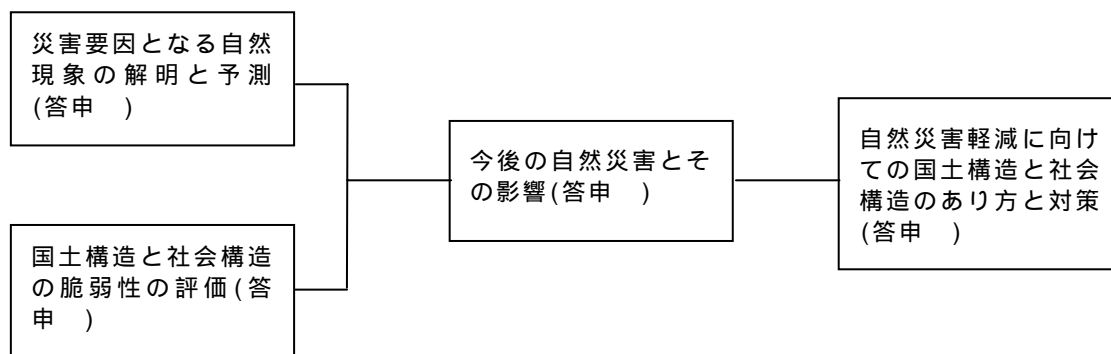 災害要因となる自然
現象の解明と予測
(答申　)
国土構造と社会構造
の脆弱性の評価(答
申　)
今後の自然災害とそ
の影響(答申　)
自然災害軽減に向け
ての国土構造と社会
構造のあり方と対策
(答申　)